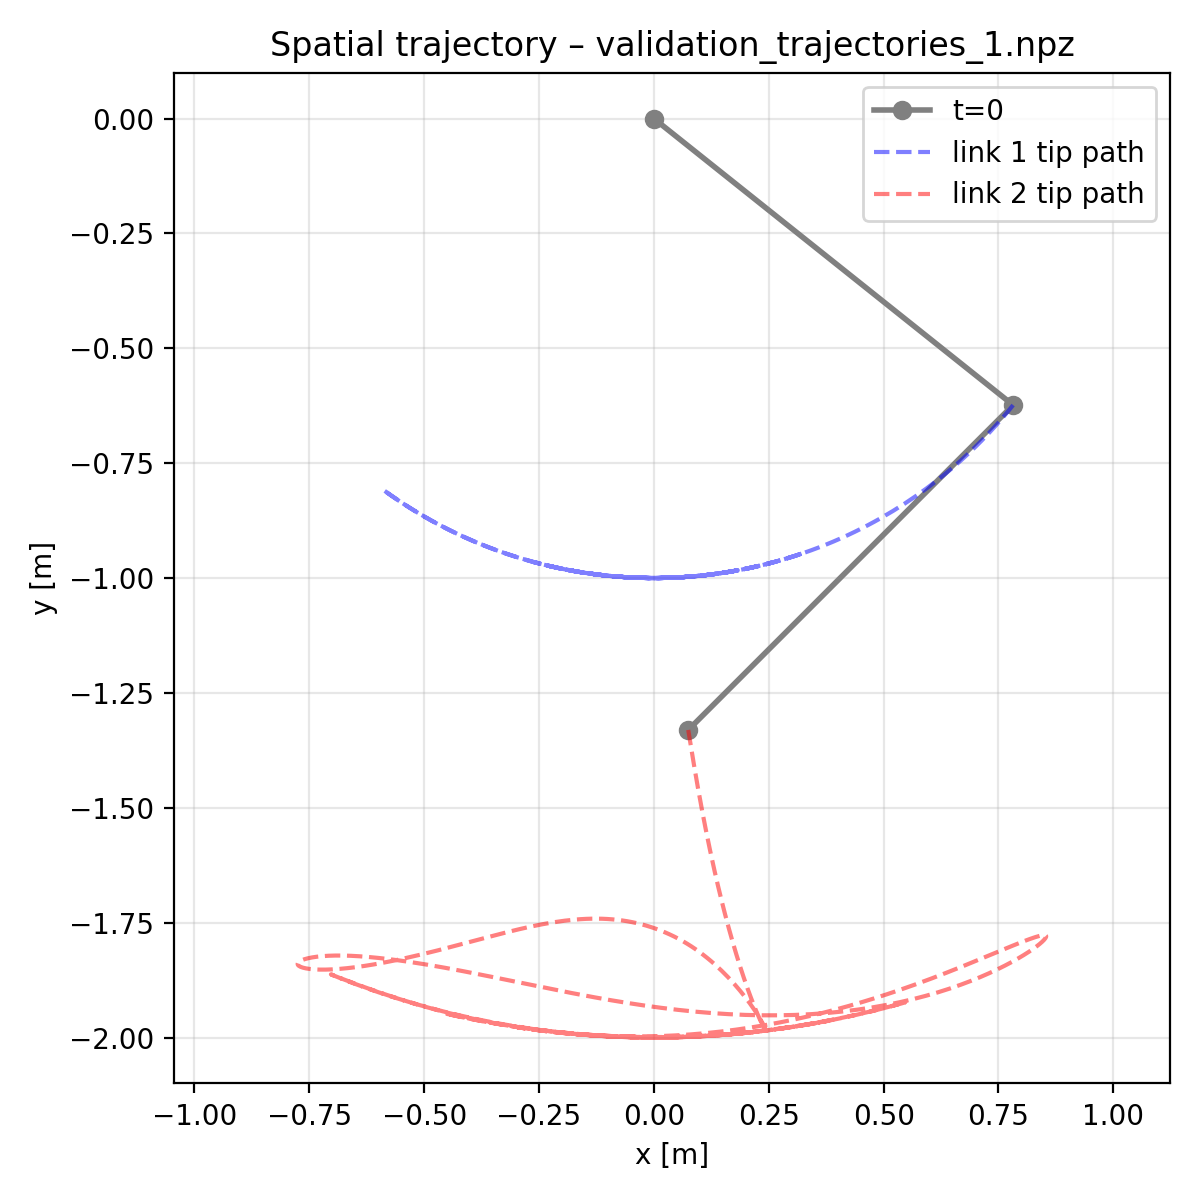 Spatial trajectory – validation_trajectories_1.npz
t=0
link 1 tip path
link 2 tip path
0.00
−0.25
−0.50
−0.75
−1.00
−1.25
−1.50
−1.75
−2.00
y [m]
−1.00 −0.75 −0.50 −0.25 0.00 0.25 0.50 0.75 1.00
x [m]